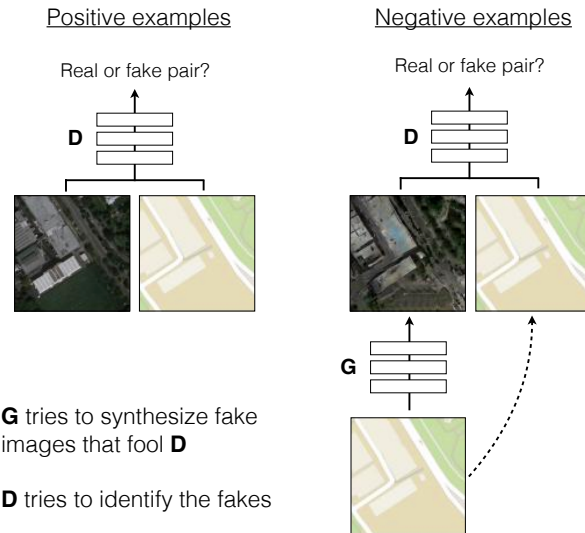 Positive examples
Negative examples
Real or fake pair?
Real or fake pair?
D
D
G
G tries to synthesize fake
images that fool D
D tries to identify the fakes